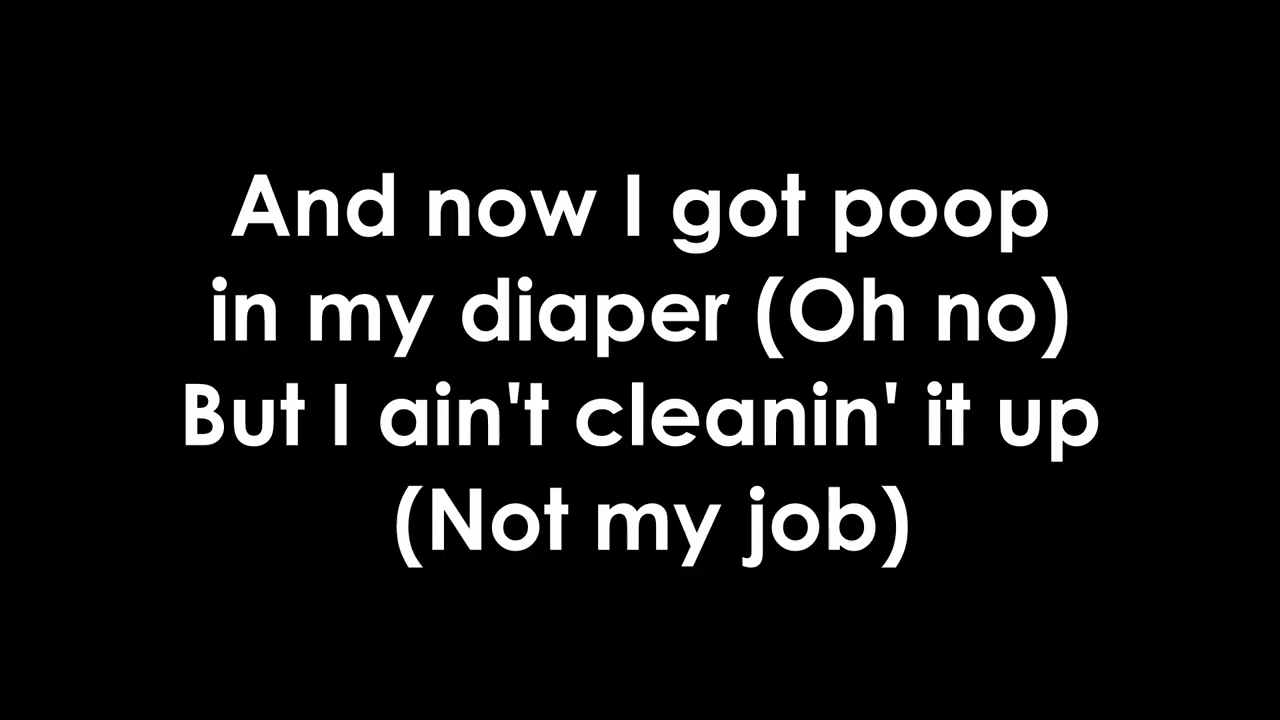 And now I got poop
in my diaper (Oh no)
But I ain't cleanin' it up
(Not my job)